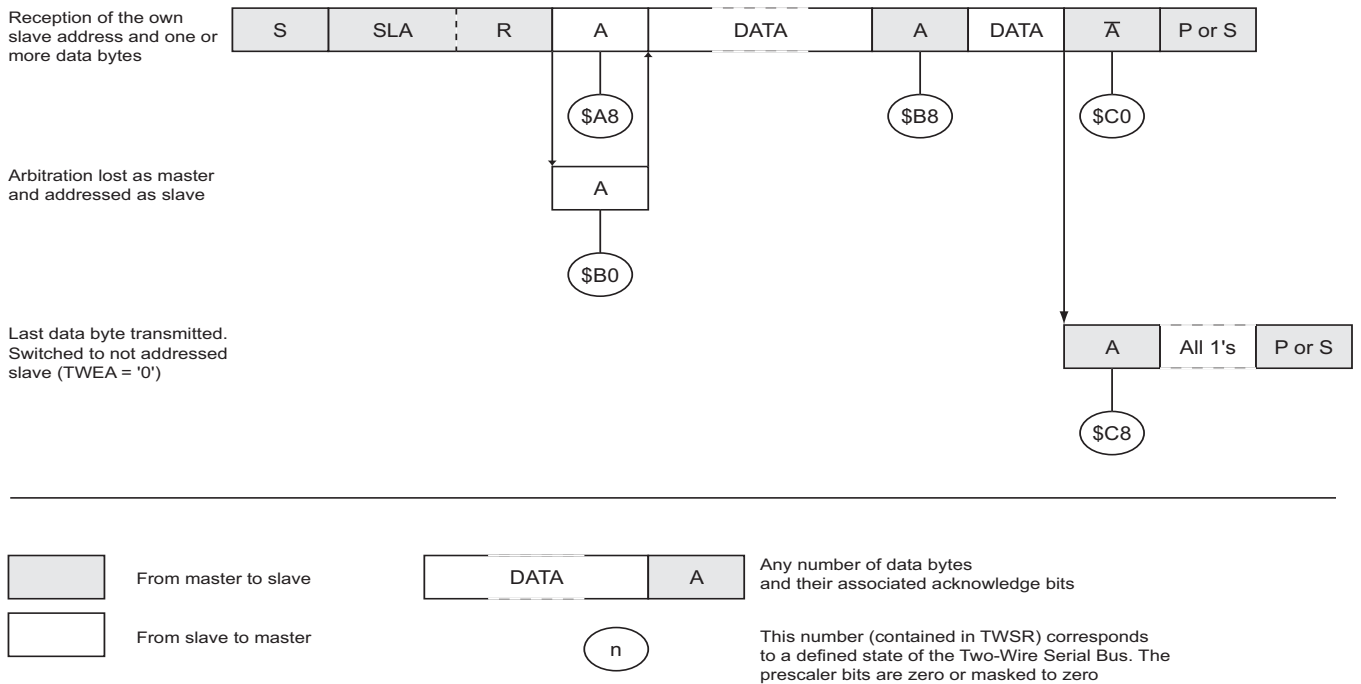 Reception of the own
slave address and one or
more data bytes
S SLA R A DATA A DATA A̅ P or S
$A8 $B8 $C0
Arbitration lost as master
and addressed as slave
A
$B0
Last data byte transmitted.
Switched to not addressed
slave (TWEA = '0')
A All 1's P or S
$C8
From master to slave
DATA A
Any number of data bytes
and their associated acknowledge bits
From slave to master
n
This number (contained in TWSR) corresponds
to a defined state of the Two-Wire Serial Bus. The
prescaler bits are zero or masked to zero